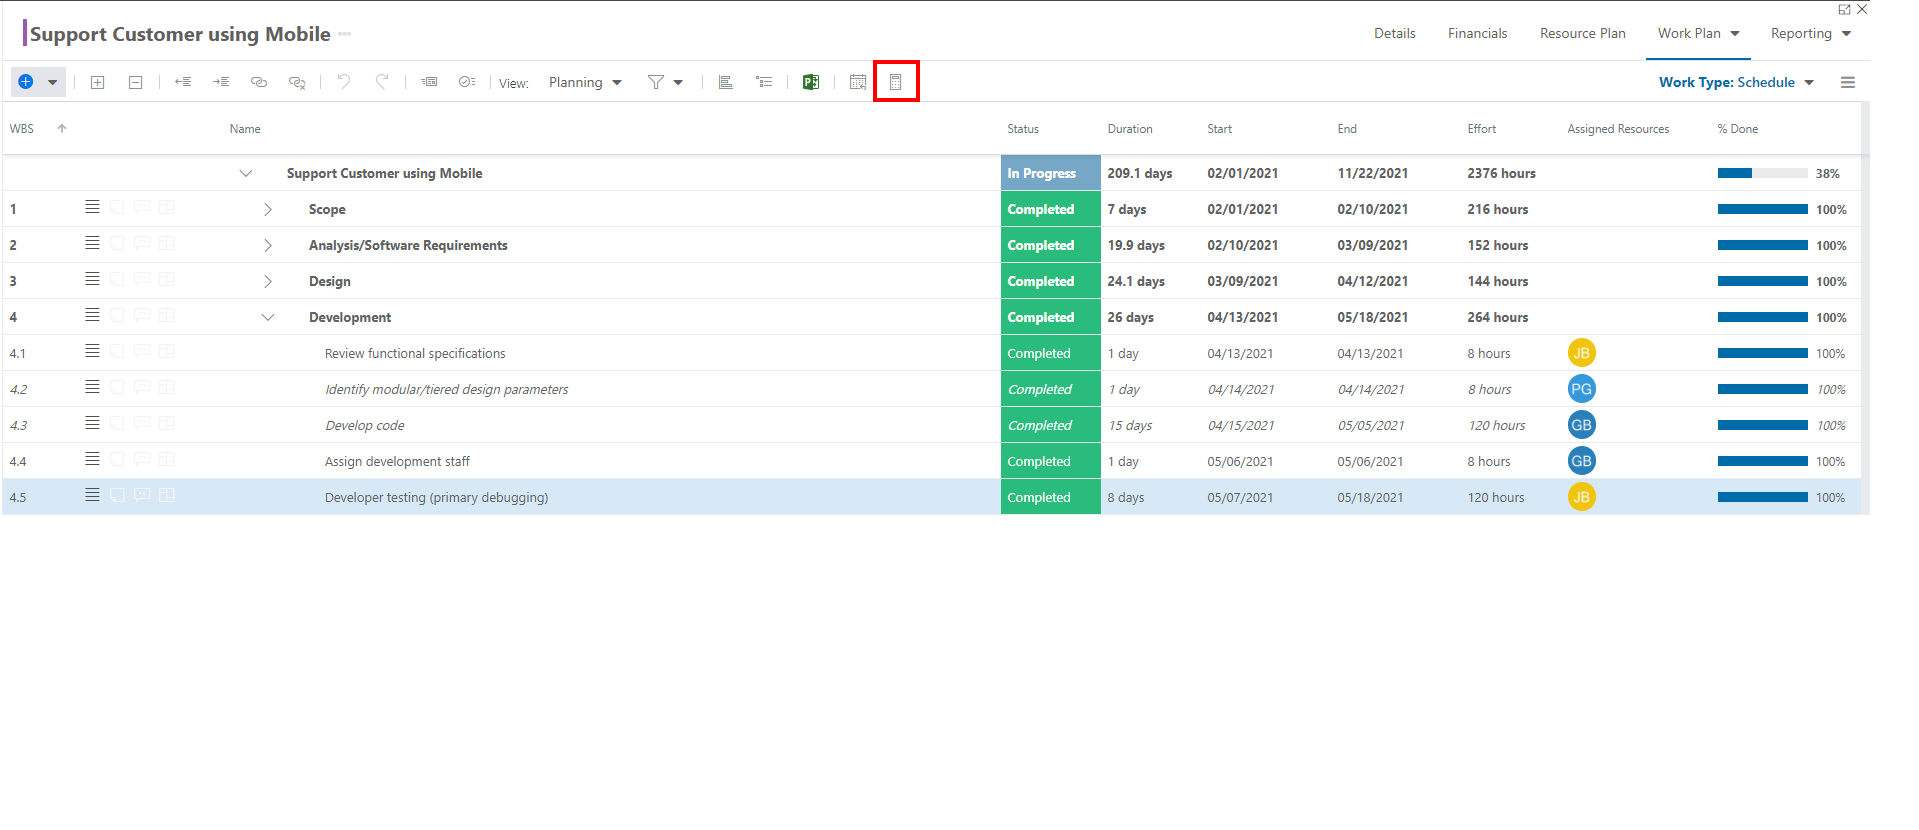 Support Customer using Mobile
Details Financials Resource Plan Work Plan Reporting
View: Planning Work Type: Schedule
WBS Name Status Duration Start End Effort Assigned Resources % Done
Support Customer using Mobile In Progress 209.1 days 02/01/2021 11/22/2021 2376 hours 38%
1 Scope Completed 7 days 02/01/2021 02/10/2021 216 hours 100%
2 Analysis/Software Requirements Completed 19.9 days 02/10/2021 03/09/2021 152 hours 100%
3 Design Completed 24.1 days 03/09/2021 04/12/2021 144 hours 100%
4 Development Completed 26 days 04/13/2021 05/18/2021 264 hours 100%
4.1 Review functional specifications Completed 1 day 04/13/2021 04/13/2021 8 hours JB 100%
4.2 Identify modular/tiered design parameters Completed 1 day 04/14/2021 04/14/2021 8 hours PG 100%
4.3 Develop code Completed 15 days 04/15/2021 05/05/2021 120 hours GB 100%
4.4 Assign development staff Completed 1 day 05/06/2021 05/06/2021 8 hours GB 100%
4.5 Developer testing (primary debugging) Completed 8 days 05/07/2021 05/18/2021 120 hours JB 100%